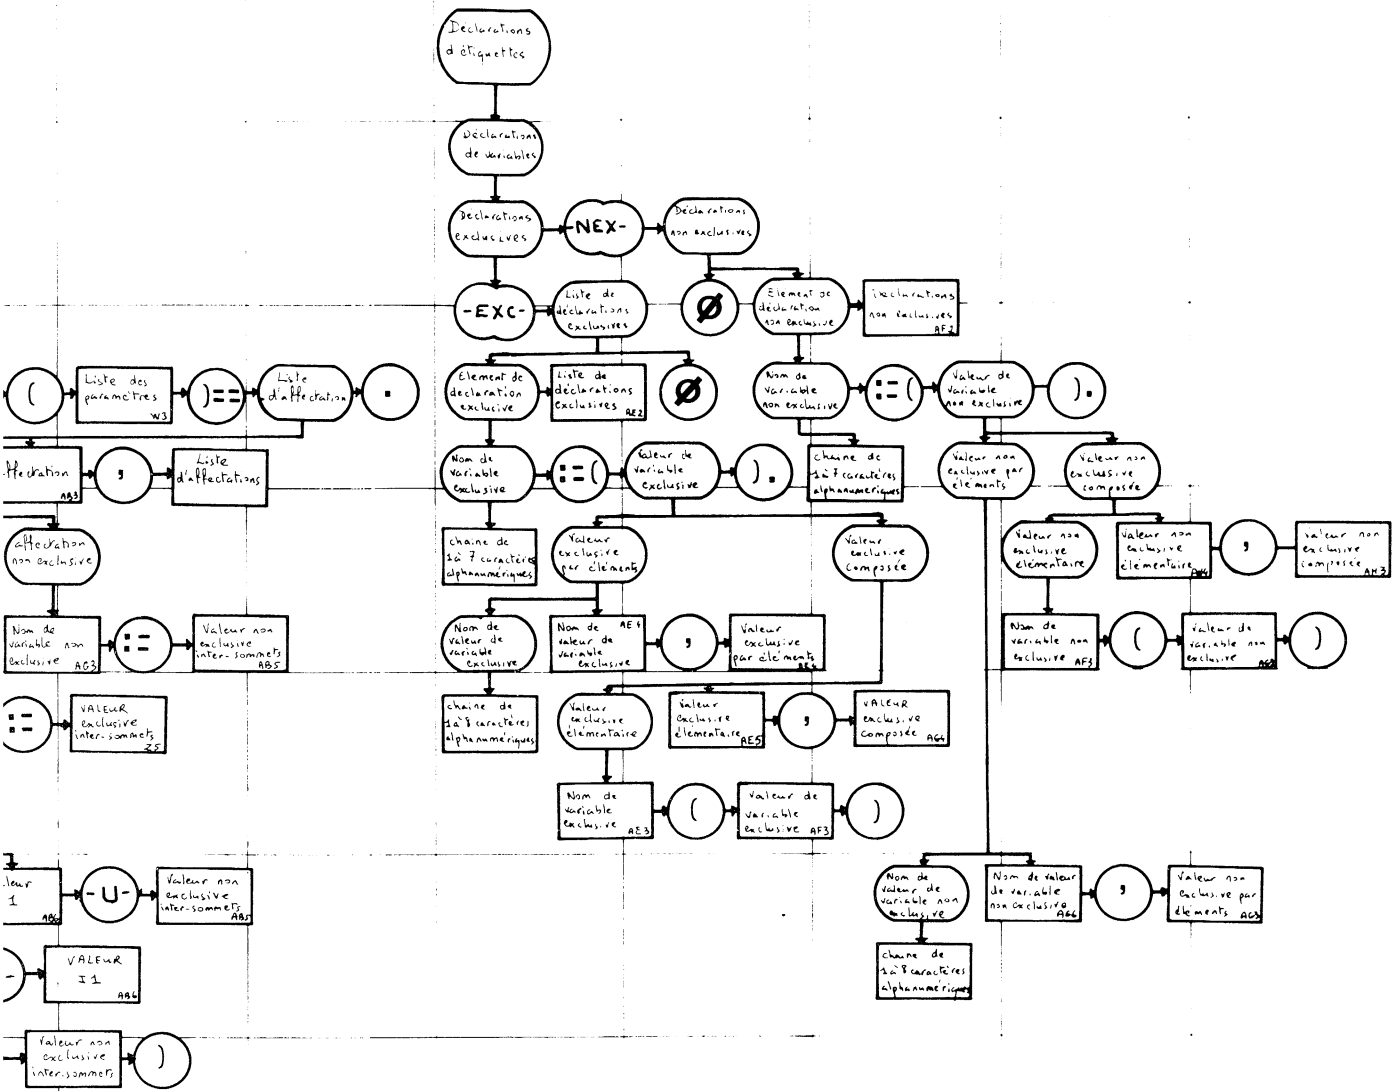 Déclarations
d'étiquettes
Déclarations
de variables
Declarations
exclusives
-NEX-
Déclarations
non exclusives
-EXC-
Liste de
déclarations
exclusives
Ø
Element de
déclaration
non exclusive
Declarations
non exclusives
AF2
(
Liste des
paramètres
W3
)==
Liste
d'affectation
.
Element de
declaration
exclusive
Liste de
déclarations
exclusives
AE2
Ø
Nom de
Variable
non exclusive
:=(
Valeur de
Variable
non exclusive
).
ffectation
AB3
,
Liste
d'affectations
Nom de
variable
exclusive
:=(
Valeur de
variable
exclusive
).
chaine de
1 à 7 caractères
alphanumériques
Valeur non
exclusive par
éléments
Valeur non
exclusive
composée
affectation
non exclusive
chaine de
1 à 7 caractères
alphanumériques
Valeur
exclusive
par éléments
Valeur
exclusive
composée
Valeur non
exclusive
élémentaire
Valeur non
exclusive
élémentaire
,
Valeur non
exclusive
composée
AH3
Nom de
variable non
exclusive
AG3
:=
Valeur non
exclusive
inter-sommets
AB5
Nom de
valeur de
variable
exclusive
Nom de
valeur de
variable
exclusive
AE4
,
Valeur
exclusive
par éléments
Nom de
variable non
exclusive
AF3
(
Valeur de
variable non
exclusive
)
:=
VALEUR
exclusive
inter-sommets
Z5
chaine de
1 à 8 caractères
alphanumériques
Valeur
exclusive
élémentaire
Valeur
exclusive
élementaire
AE5
,
VALEUR
exclusive
composée
AG4
Nom de
variable
exclusive
AE3
(
Valeur de
variable
exclusive
AF3
)
leur
1
AB6
-U-
Valeur non
exclusive
inter-sommets
AB5
Nom de
valeur de
variable non
exclusive
Nom de valeur
de variable
non exclusive
AG6
,
Valeur non
exclusive par
éléments
AG3
-
VALEUR
I1
AB6
chaine de
1 à 8 caractères
alphanumériques
Valeur non
exclusive
inter-sommets
)